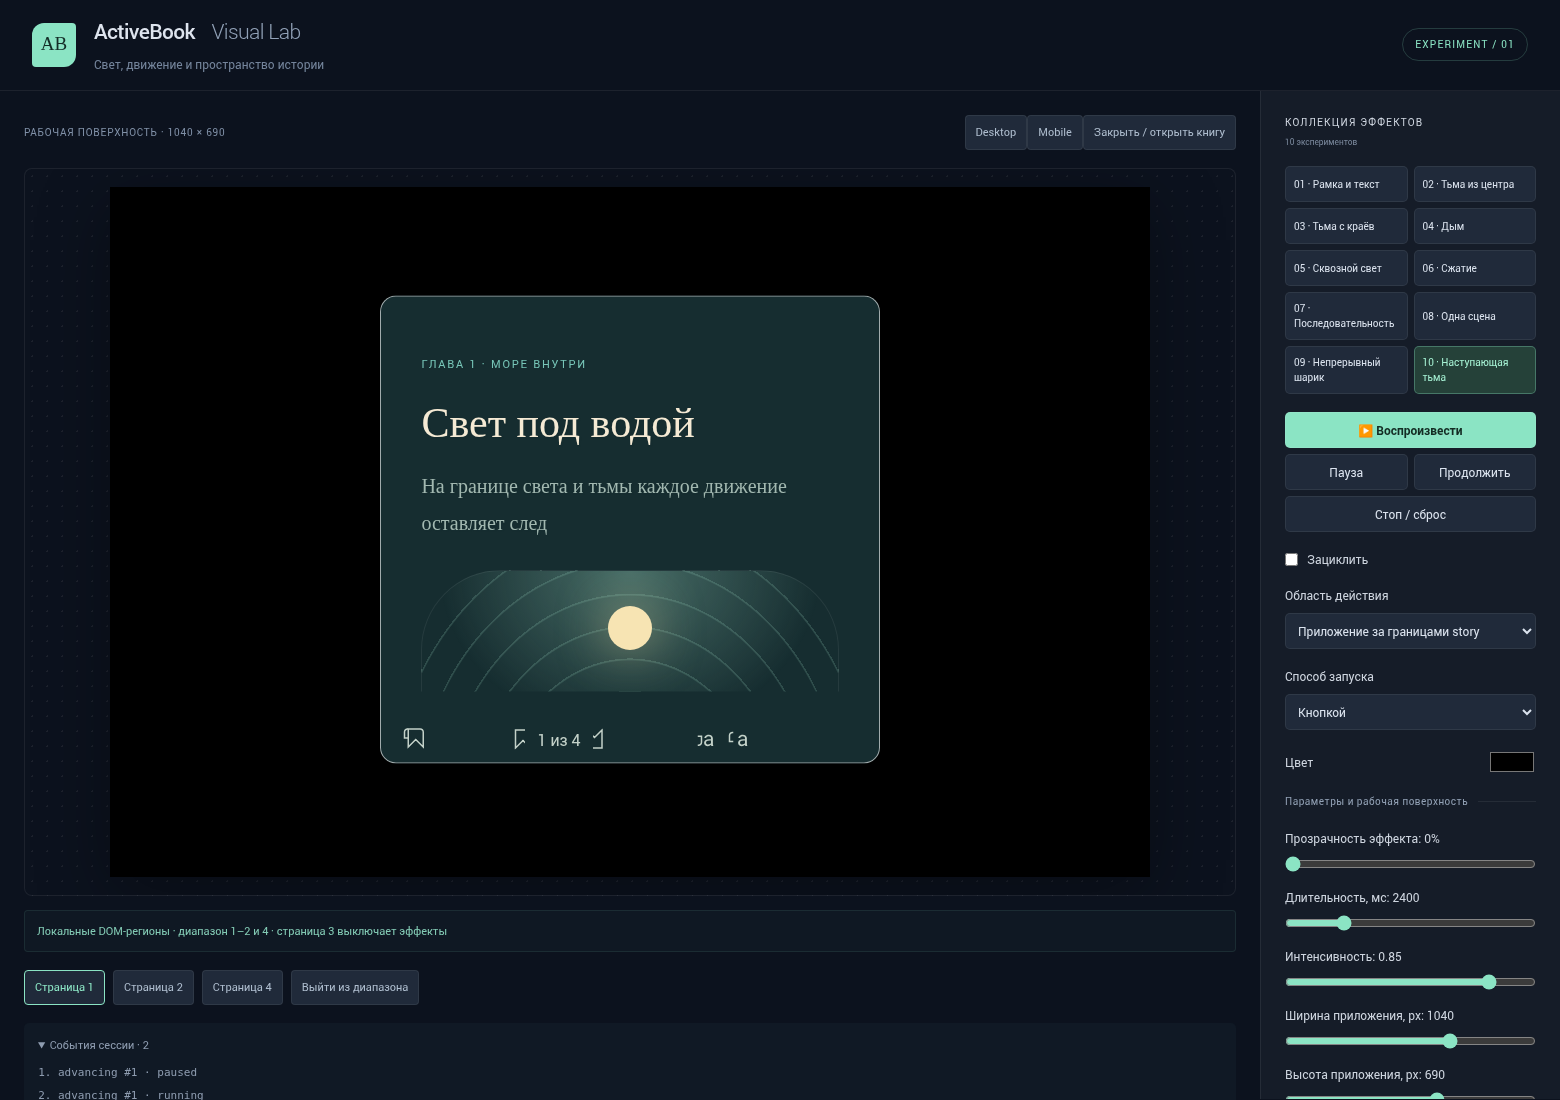 AB
ActiveBook Visual Lab
Свет, движение и пространство истории
EXPERIMENT / 01
РАБОЧАЯ ПОВЕРХНОСТЬ · 1040 × 690
Desktop
Mobile
Закрыть / открыть книгу
ГЛАВА 1 · МОРЕ ВНУТРИ
Свет под водой
На границе света и тьмы каждое движение
оставляет след
1 из 4
а
Локальные DOM-регионы · диапазон 1–2 и 4 · страница 3 выключает эффекты
Страница 1
Страница 2
Страница 4
Выйти из диапазона
▼ События сессии · 2
1. advancing #1 · paused
2. advancing #1 · running
КОЛЛЕКЦИЯ ЭФФЕКТОВ
10 экспериментов
01 · Рамка и текст
02 · Тьма из центра
03 · Тьма с краёв
04 · Дым
05 · Сквозной свет
06 · Сжатие
07 ·
Последовательность
08 · Одна сцена
09 · Непрерывный
шарик
10 · Наступающая
тьма
▶️ Воспроизвести
Пауза
Продолжить
Стоп / сброс
Зациклить
Область действия
Приложение за границами story
Способ запуска
Кнопкой
Цвет
Параметры и рабочая поверхность
Прозрачность эффекта: 0%
Длительность, мс: 2400
Интенсивность: 0.85
Ширина приложения, px: 1040
Высота приложения, px: 690